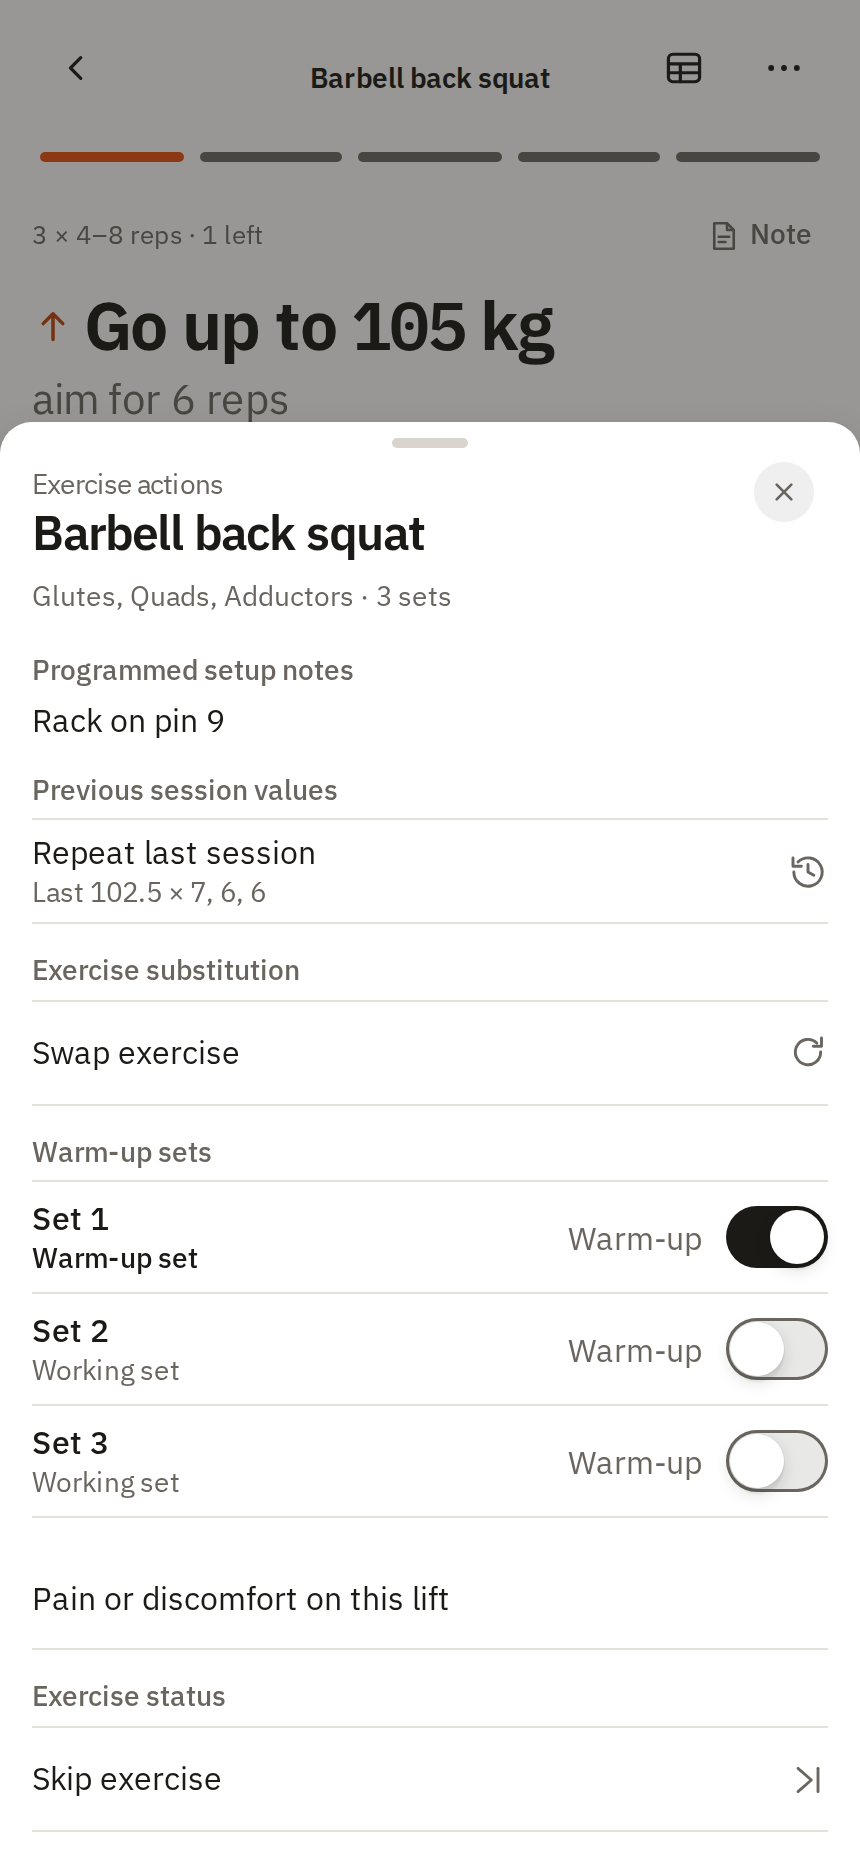 Barbell back squat
3 × 4–8 reps · 1 left
Note
↑ Go up to 105 kg
aim for 6 reps
Exercise actions
Barbell back squat
Glutes, Quads, Adductors · 3 sets
Programmed setup notes
Rack on pin 9
Previous session values
Repeat last session
Last 102.5 × 7, 6, 6
Exercise substitution
Swap exercise
Warm-up sets
Set 1
Warm-up set
Warm-up
Set 2
Working set
Warm-up
Set 3
Working set
Warm-up
Pain or discomfort on this lift
Exercise status
Skip exercise